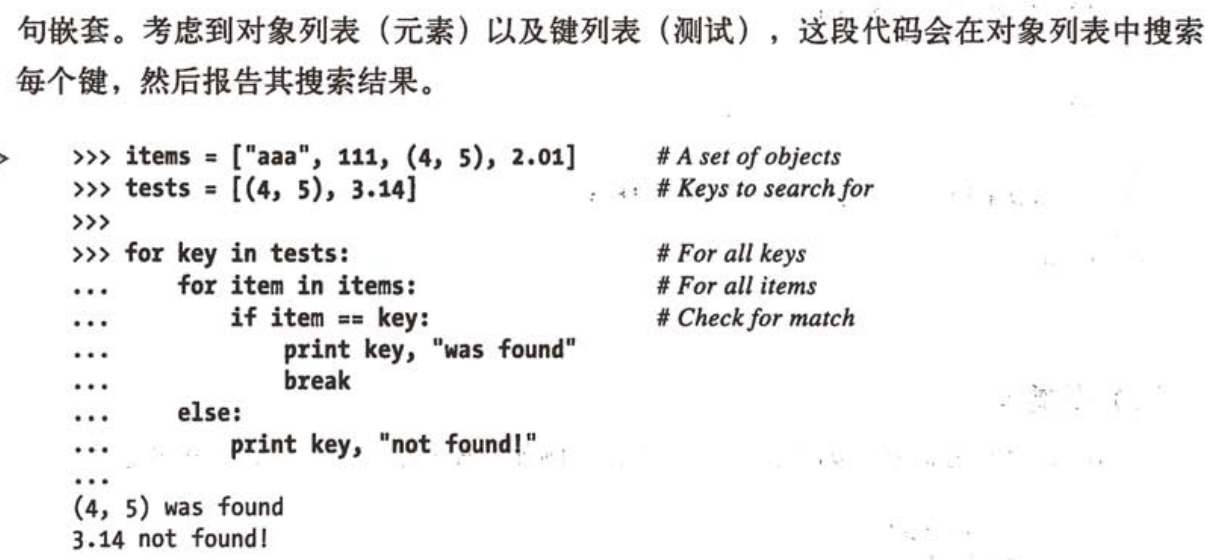 句嵌套。考虑到对象列表（元素）以及键列表（测试），这段代码会在对象列表中搜索
每个键，然后报告其搜索结果。
>>> items = ["aaa", 111, (4, 5), 2.01]        # A set of objects
>>> tests = [(4, 5), 3.14]        # Keys to search for
>>>
>>> for key in tests:        # For all keys
...     for item in items:        # For all items
...         if item == key:        # Check for match
...             print key, "was found"
...             break
...     else:
...         print key, "not found!"
...
(4, 5) was found
3.14 not found!